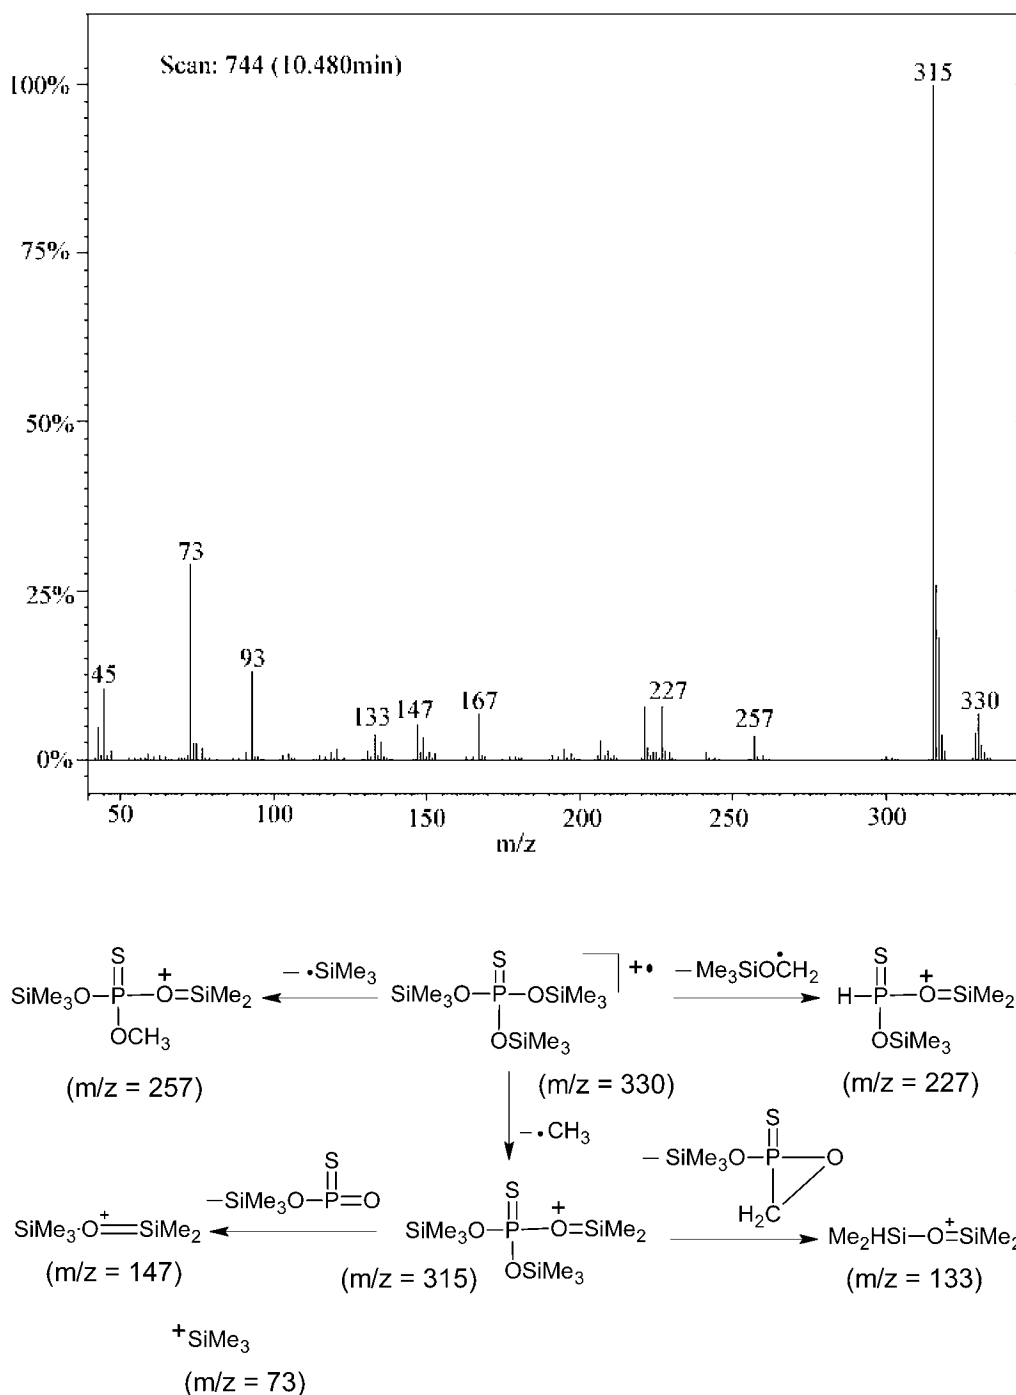 Scan: 744 (10.480min)
100%
315
75%
50%
73
25%
45
93
133
147
167
227
257
330
0%
50
100
150
200
250
300
m/z
S
SiMe3O–P–O=SiMe2
+
OCH3
(m/z = 257)
– •SiMe3
S
SiMe3O–P–OSiMe3
OSiMe3
+•
(m/z = 330)
–Me3SiOCH2
•
S
H–P–O=SiMe2
+
OSiMe3
(m/z = 227)
–•CH3
S
– SiMe3O–P–O
H2C
S
–SiMe3O–P=O
SiMe3·O=SiMe2
+
(m/z = 147)
S
SiMe3O–P–O=SiMe2
+
OSiMe3
(m/z = 315)
Me2HSi–O=SiMe2
+
(m/z = 133)
+SiMe3
(m/z = 73)